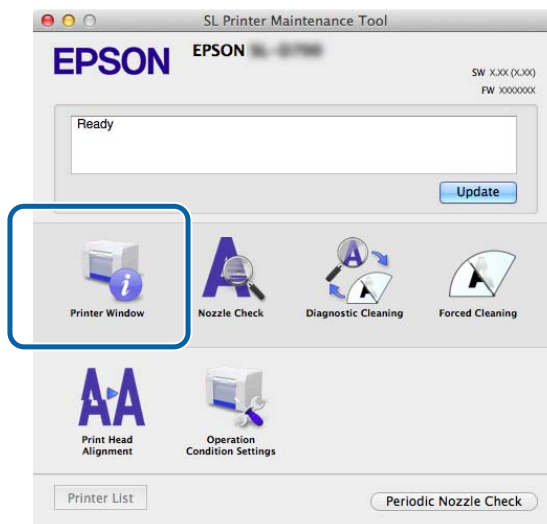 SL Printer Maintenance Tool
EPSON
EPSON
SW X.XX (X.XX)
FW XXXXXXX
Ready
Update
Printer Window
Nozzle Check
Diagnostic Cleaning
Forced Cleaning
Print Head
Alignment
Operation
Condition Settings
Printer List
Periodic Nozzle Check